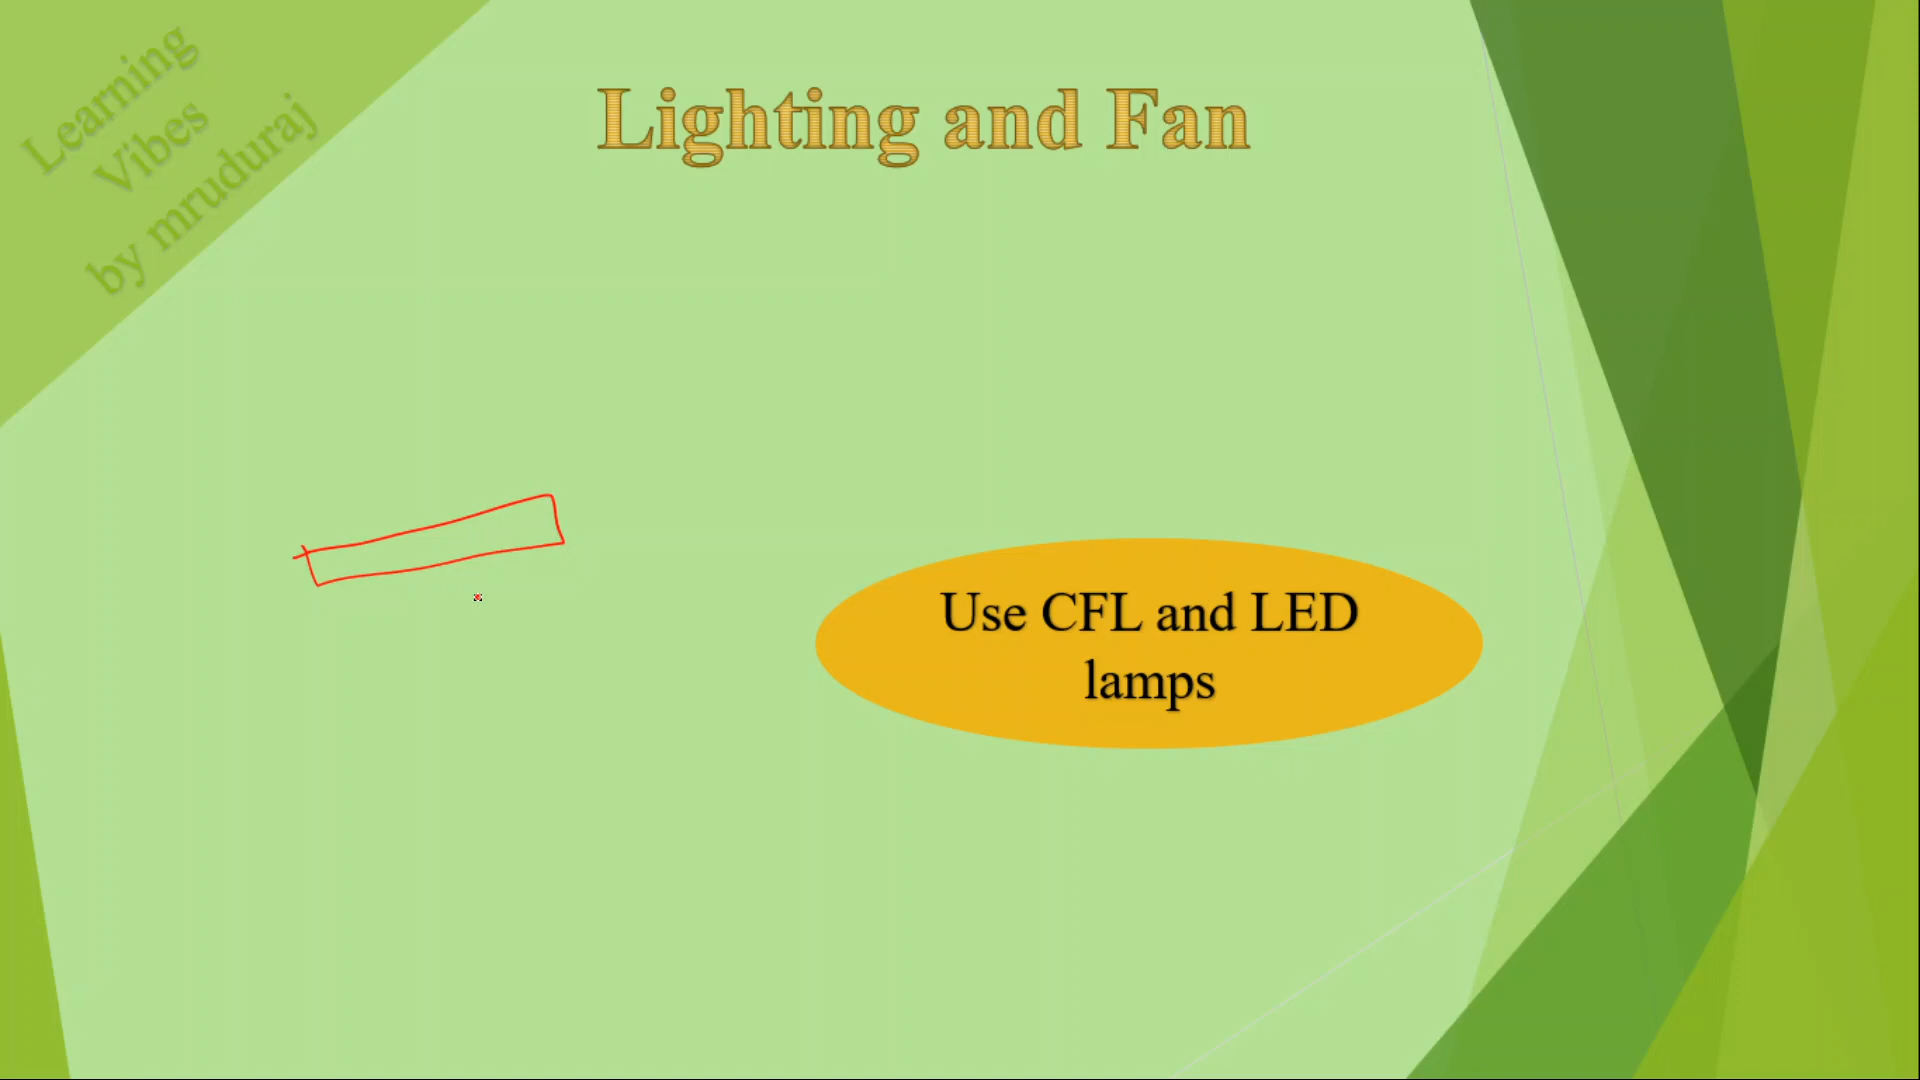 Learning
Vibes
by mruduraj
Lighting and Fan
Use CFL and LED
lamps